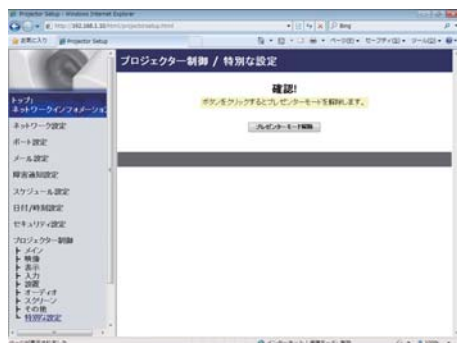 Projector Setup - Windows Internet Explorer
Bing
お気に入り
Projector Setup
プロジェクター制御 / 特別な設定
確認!
ボタンをクリックするとプレゼンターモードを解除します。
プレゼンターモード解除
トップ:
ネットワークインフォメーション
ネットワーク設定
ポート設定
メール設定
障害通知設定
スケジュール設定
日付/時刻設定
セキュリティ設定
プロジェクター制御
メイン
映像
表示
入力
設置
オーディオ
スクリーン
その他
特別な設定